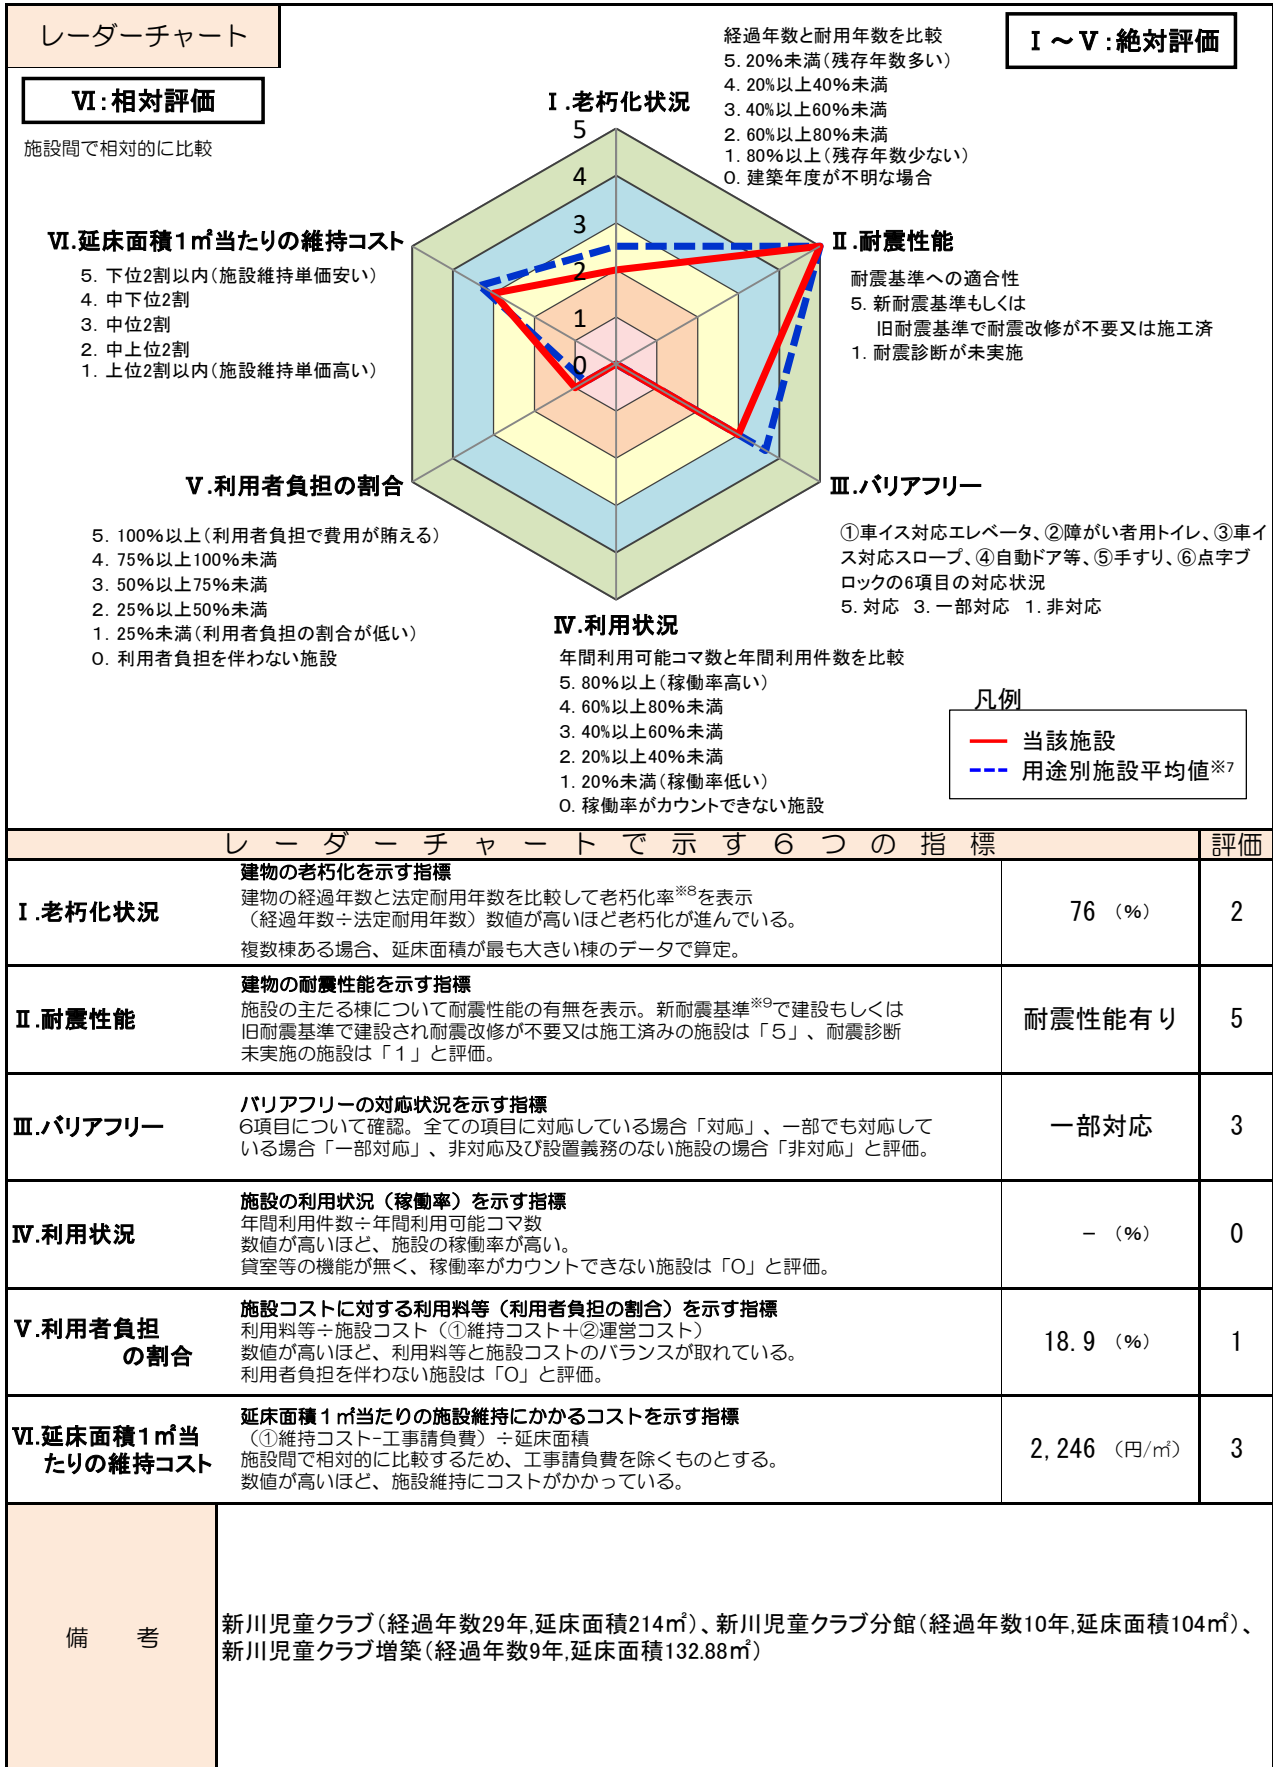 レーダーチャート
Ⅵ:相対評価
施設間で相対的に比較
Ⅰ～Ⅴ:絶対評価
経過年数と耐用年数を比較
5. 20%未満(残存年数多い)
4. 20%以上40%未満
3. 40%以上60%未満
2. 60%以上80%未満
1. 80%以上(残存年数少ない)
0. 建築年度が不明な場合
Ⅰ.老朽化状況
5
4
3
2
1
0
Ⅱ.耐震性能
耐震基準への適合性
5. 新耐震基準もしくは
旧耐震基準で耐震改修が不要又は施工済
1. 耐震診断が未実施
Ⅲ.バリアフリー
①車イス対応エレベータ、②障がい者用トイレ、③車イ
ス対応スロープ、④自動ドア等、⑤手すり、⑥点字ブ
ロックの6項目の対応状況
5. 対応 3. 一部対応 1. 非対応
Ⅳ.利用状況
年間利用可能コマ数と年間利用件数を比較
5. 80%以上(稼働率高い)
4. 60%以上80%未満
3. 40%以上60%未満
2. 20%以上40%未満
1. 20%未満(稼働率低い)
0. 稼働率がカウントできない施設
Ⅴ.利用者負担の割合
5. 100%以上(利用者負担で費用が賄える)
4. 75%以上100%未満
3. 50%以上75%未満
2. 25%以上50%未満
1. 25%未満(利用者負担の割合が低い)
0. 利用者負担を伴わない施設
Ⅵ.延床面積1㎡当たりの維持コスト
5. 下位2割以内(施設維持単価安い)
4. 中下位2割
3. 中位2割
2. 中上位2割
1. 上位2割以内(施設維持単価高い)
凡例
当該施設
用途別施設平均値※7
レーダーチャートで示す6つの指標 評価
Ⅰ.老朽化状況
建物の老朽化を示す指標
建物の経過年数と法定耐用年数を比較して老朽化率※8を表示
（経過年数÷法定耐用年数）数値が高いほど老朽化が進んでいる。
複数棟ある場合、延床面積が最も大きい棟のデータで算定。
76 (%) 2
Ⅱ.耐震性能
建物の耐震性能を示す指標
施設の主たる棟について耐震性能の有無を表示。新耐震基準※9で建設もしくは
旧耐震基準で建設され耐震改修が不要又は施工済みの施設は「5」、耐震診断
未実施の施設は「1」と評価。
耐震性能有り 5
Ⅲ.バリアフリー
バリアフリーの対応状況を示す指標
6項目について確認。全ての項目に対応している場合「対応」、一部でも対応して
いる場合「一部対応」、非対応及び設置義務のない施設の場合「非対応」と評価。
一部対応 3
Ⅳ.利用状況
施設の利用状況（稼働率）を示す指標
年間利用件数÷年間利用可能コマ数
数値が高いほど、施設の稼働率が高い。
貸室等の機能が無く、稼働率がカウントできない施設は「0」と評価。
－ (%) 0
Ⅴ.利用者負担
の割合
施設コストに対する利用料等（利用者負担の割合）を示す指標
利用料等÷施設コスト（①維持コスト+②運営コスト）
数値が高いほど、利用料等と施設コストのバランスが取れている。
利用者負担を伴わない施設は「0」と評価。
18.9 (%) 1
Ⅵ.延床面積1㎡当
たりの維持コスト
延床面積1㎡当たりの施設維持にかかるコストを示す指標
（①維持コスト-工事請負費）÷延床面積
施設間で相対的に比較するため、工事請負費を除くものとする。
数値が高いほど、施設維持にコストがかかっている。
2,246 (円/㎡) 3
備 考
新川児童クラブ(経過年数29年,延床面積214㎡)、新川児童クラブ分館(経過年数10年,延床面積104㎡)、
新川児童クラブ増築(経過年数9年,延床面積132.88㎡)